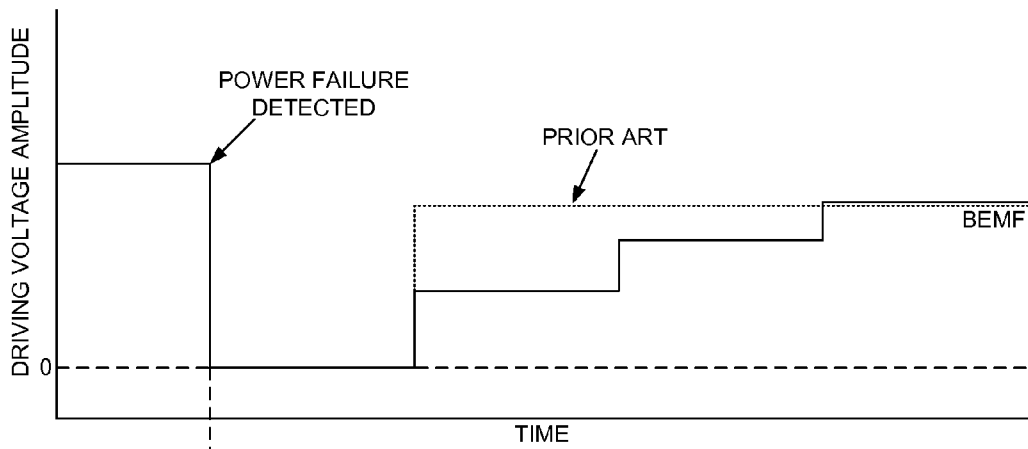 POWER FAILURE
DETECTED
PRIOR ART
BEMF
DRIVING VOLTAGE AMPLITUDE
0
TIME